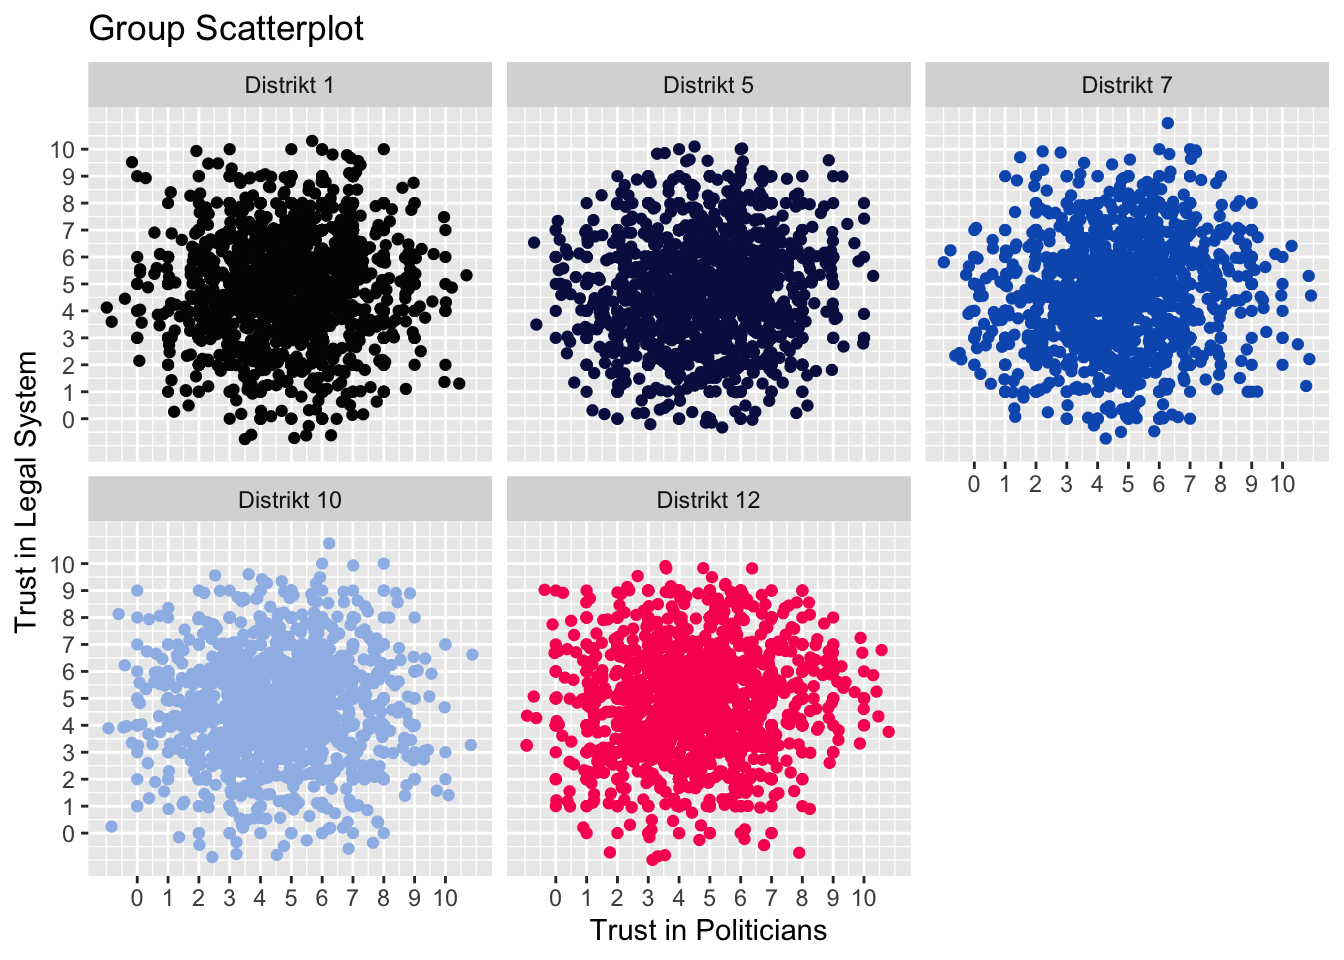 Group Scatterplot
Distrikt 1
Distrikt 5
Distrikt 7
10
9
8
7
6
5
4
3
2
1
0
0 1 2 3 4 5 6 7 8 9 10
Trust in Legal System
Distrikt 10
Distrikt 12
10
9
8
7
6
5
4
3
2
1
0
0 1 2 3 4 5 6 7 8 9 10
0 1 2 3 4 5 6 7 8 9 10
Trust in Politicians